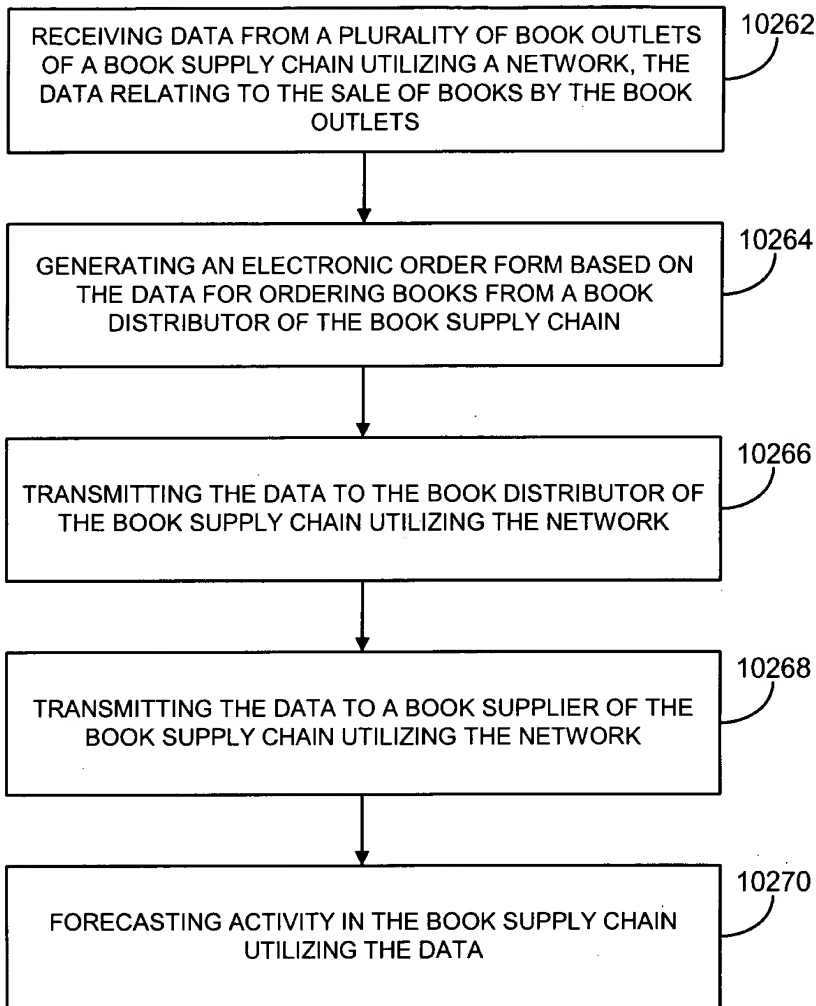 RECEIVING DATA FROM A PLURALITY OF BOOK OUTLETS
OF A BOOK SUPPLY CHAIN UTILIZING A NETWORK, THE
DATA RELATING TO THE SALE OF BOOKS BY THE BOOK
OUTLETS
10262
GENERATING AN ELECTRONIC ORDER FORM BASED ON
THE DATA FOR ORDERING BOOKS FROM A BOOK
DISTRIBUTOR OF THE BOOK SUPPLY CHAIN
10264
TRANSMITTING THE DATA TO THE BOOK DISTRIBUTOR OF
THE BOOK SUPPLY CHAIN UTILIZING THE NETWORK
10266
TRANSMITTING THE DATA TO A BOOK SUPPLIER OF THE
BOOK SUPPLY CHAIN UTILIZING THE NETWORK
10268
FORECASTING ACTIVITY IN THE BOOK SUPPLY CHAIN
UTILIZING THE DATA
10270